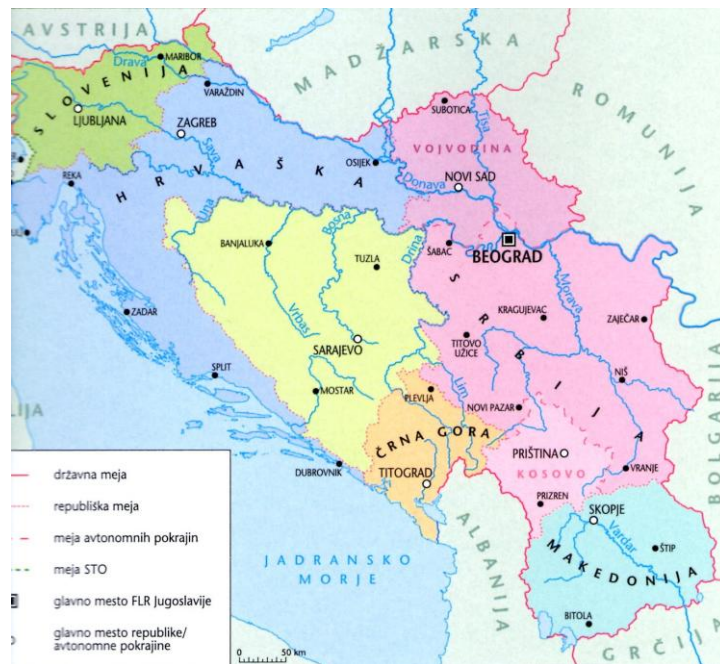 AVSTRIJA
MADŽARSKA
ROMUNIJA
Drava
MARIBOR
SLOVENIJA
VARAŽDIN
SUBOTICA
Tisa
LJUBLJANA
ZAGREB
VOJVODINA
Sava
OSIJEK
REKA
HRVAŠKA
Donava
NOVI SAD
Una
Bosna
BANJALUKA
Drina
ŠABAC
BEOGRAD
TUZLA
SRBIJA
Morava
Vrbas
KRAGUJEVAC
ZAJEČAR
ZADAR
TITOVO
UŽICE
SARAJEVO
SPLIT
MOSTAR
Lim
NIŠ
PLEVLJA
NOVI PAZAR
BOLGARIJA
LIJA
ČRNA GORA
PRIŠTINA
KOSOVO
DUBROVNIK
TITOGRAD
VRANJE
PRIZREN
SKOPJE
Vardar
ALBANIJA
JADRANSKO
MORJE
MAKEDONIJA
ŠTIP
BITOLA
GRČIJA
državna meja
republiška meja
meja avtonomnih pokrajin
meja STO
glavno mesto FLR Jugoslavije
glavno mesto republike/
avtonomne pokrajine
0 50 km